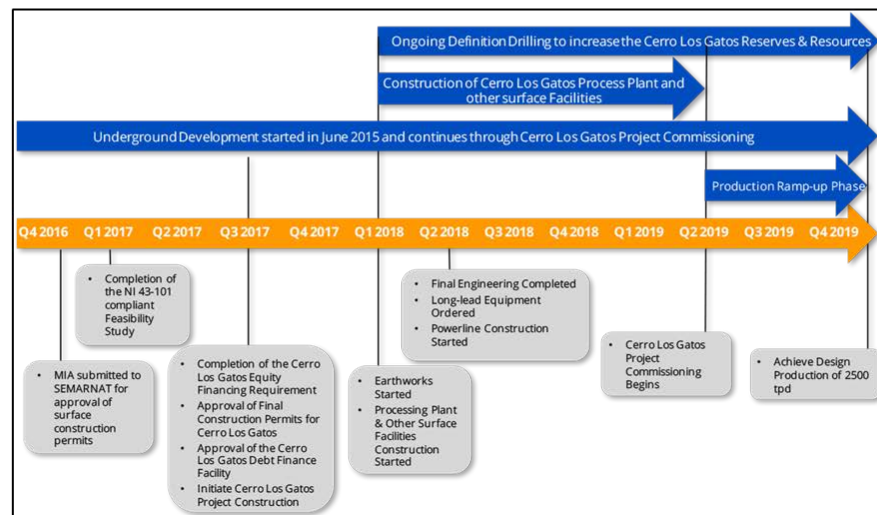 Ongoing Definition Drilling to increase the Cerro Los Gatos Reserves & Resources
Construction of Cerro Los Gatos Process Plant and
other surface Facilities
Underground Development started in June 2015 and continues through Cerro Los Gatos Project Commissioning
Production Ramp-up Phase
Q4 2016 Q1 2017 Q2 2017 Q3 2017 Q4 2017 Q1 2018 Q2 2018 Q3 2018 Q4 2018 Q1 2019 Q2 2019 Q3 2019 Q4 2019
• Completion of
the NI 43-101
compliant
Feasibility
Study
• MIA submitted to
SEMARNAT for
approval of
surface
construction
permits
• Completion of the Cerro
Los Gatos Equity
Financing Requirement
• Approval of Final
Construction Permits for
Cerro Los Gatos
• Approval of the Cerro
Los Gatos Debt Finance
Facility
• Initiate Cerro Los Gatos
Project Construction
• Earthworks
Started
• Processing Plant
& Other Surface
Facilities
Construction
Started
• Final Engineering Completed
• Long-lead Equipment
Ordered
• Powerline Construction
Started
• Cerro Los Gatos
Project
Commissioning
Begins
• Achieve Design
Production of 2500
tpd